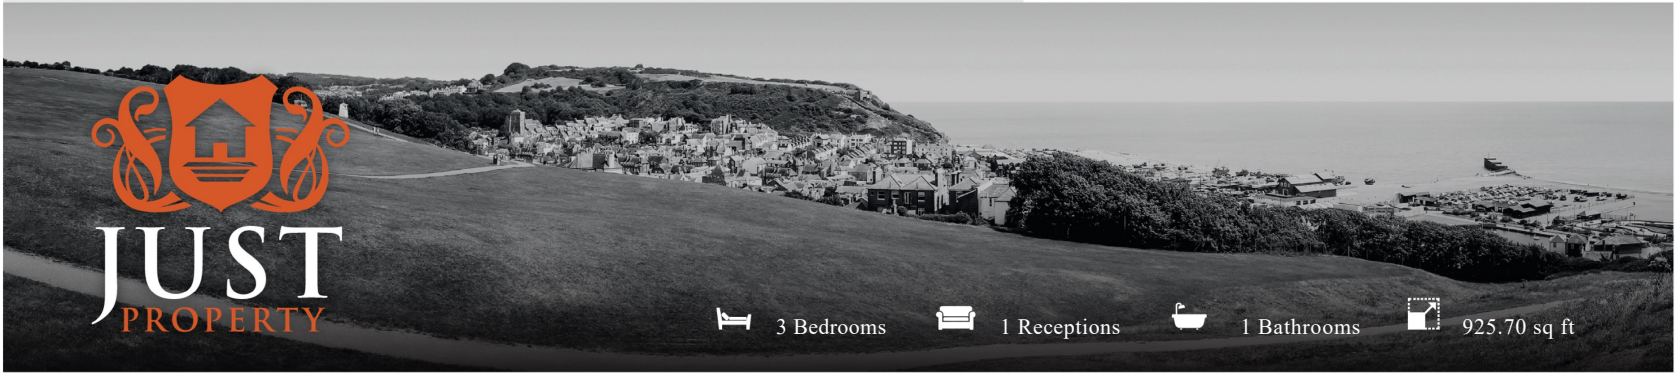 JUST
PROPERTY
3 Bedrooms
1 Receptions
1 Bathrooms
925.70 sq ft